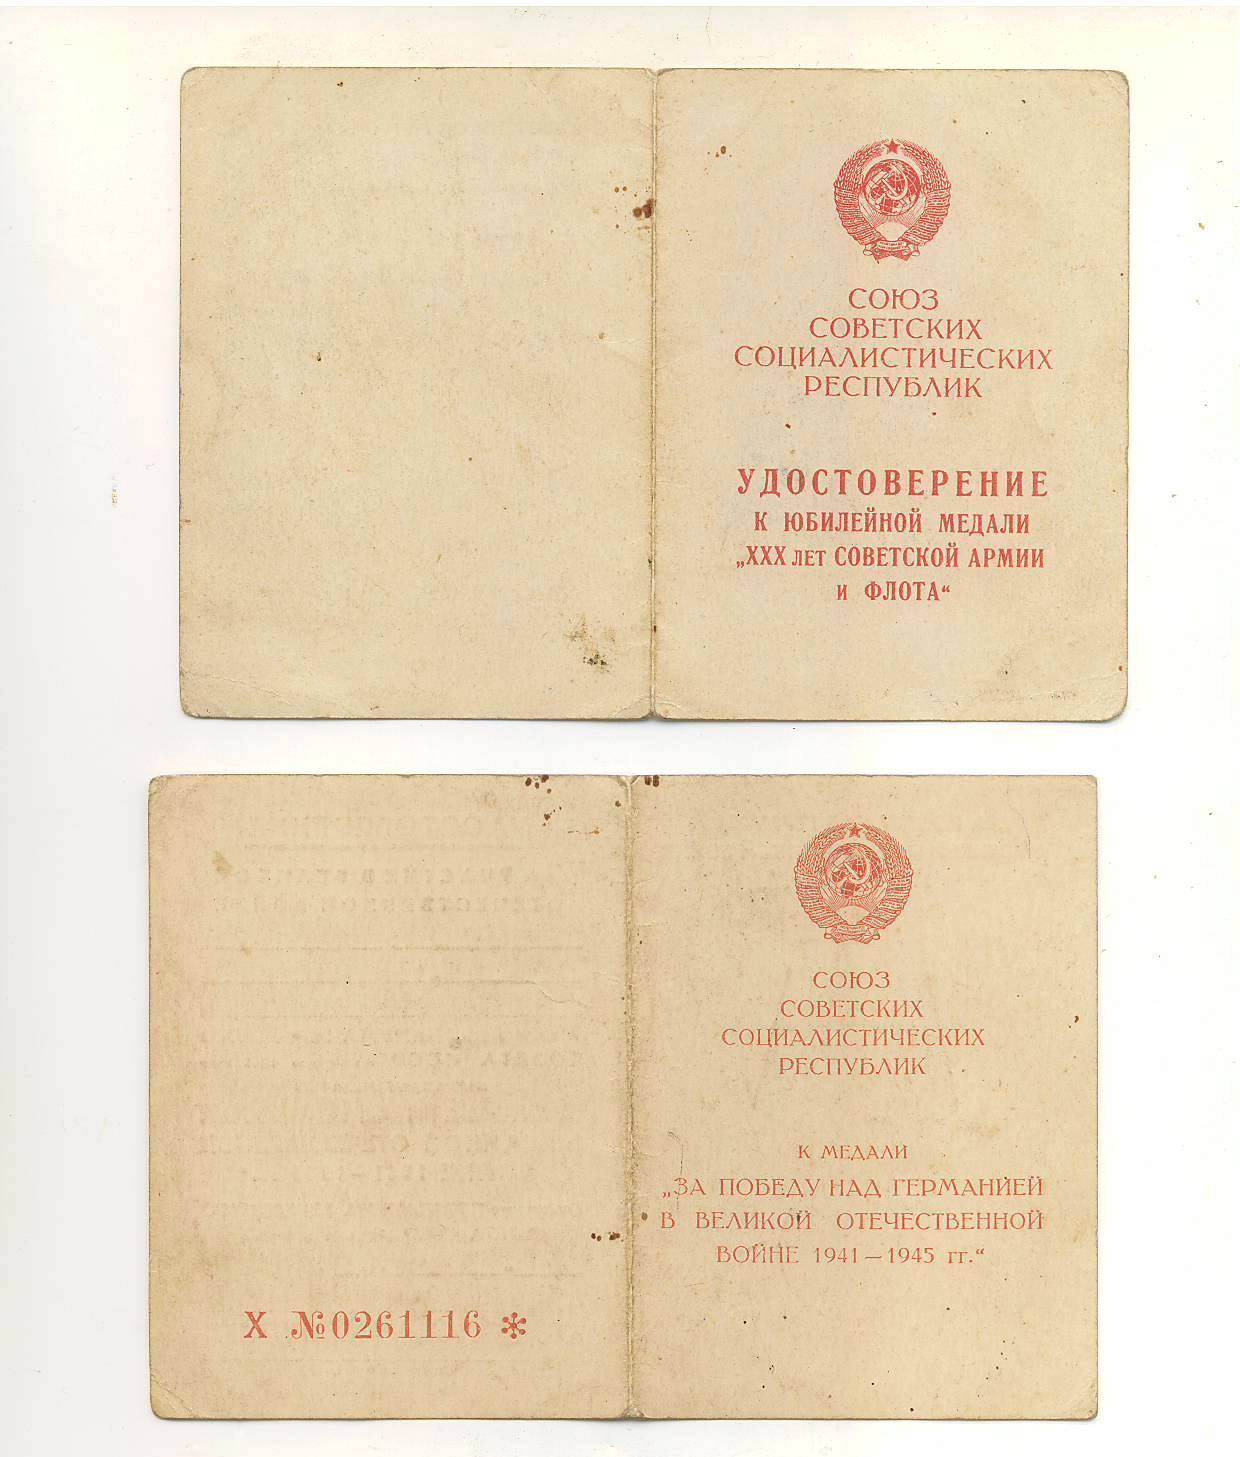 СОЮЗ
СОВЕТСКИХ
СОЦИАЛИСТИЧЕСКИХ
РЕСПУБЛИК
УДОСТОВЕРЕНИЕ
К ЮБИЛЕЙНОЙ МЕДАЛИ
„XXX ЛЕТ СОВЕТСКОЙ АРМИИ
И ФЛОТА“
СОЮЗ
СОВЕТСКИХ
СОЦИАЛИСТИЧЕСКИХ
РЕСПУБЛИК
К МЕДАЛИ
„ЗА ПОБЕДУ НАД ГЕРМАНИЕЙ
В ВЕЛИКОЙ ОТЕЧЕСТВЕННОЙ
ВОЙНЕ 1941—1945 гг.“
Х №0261116 *